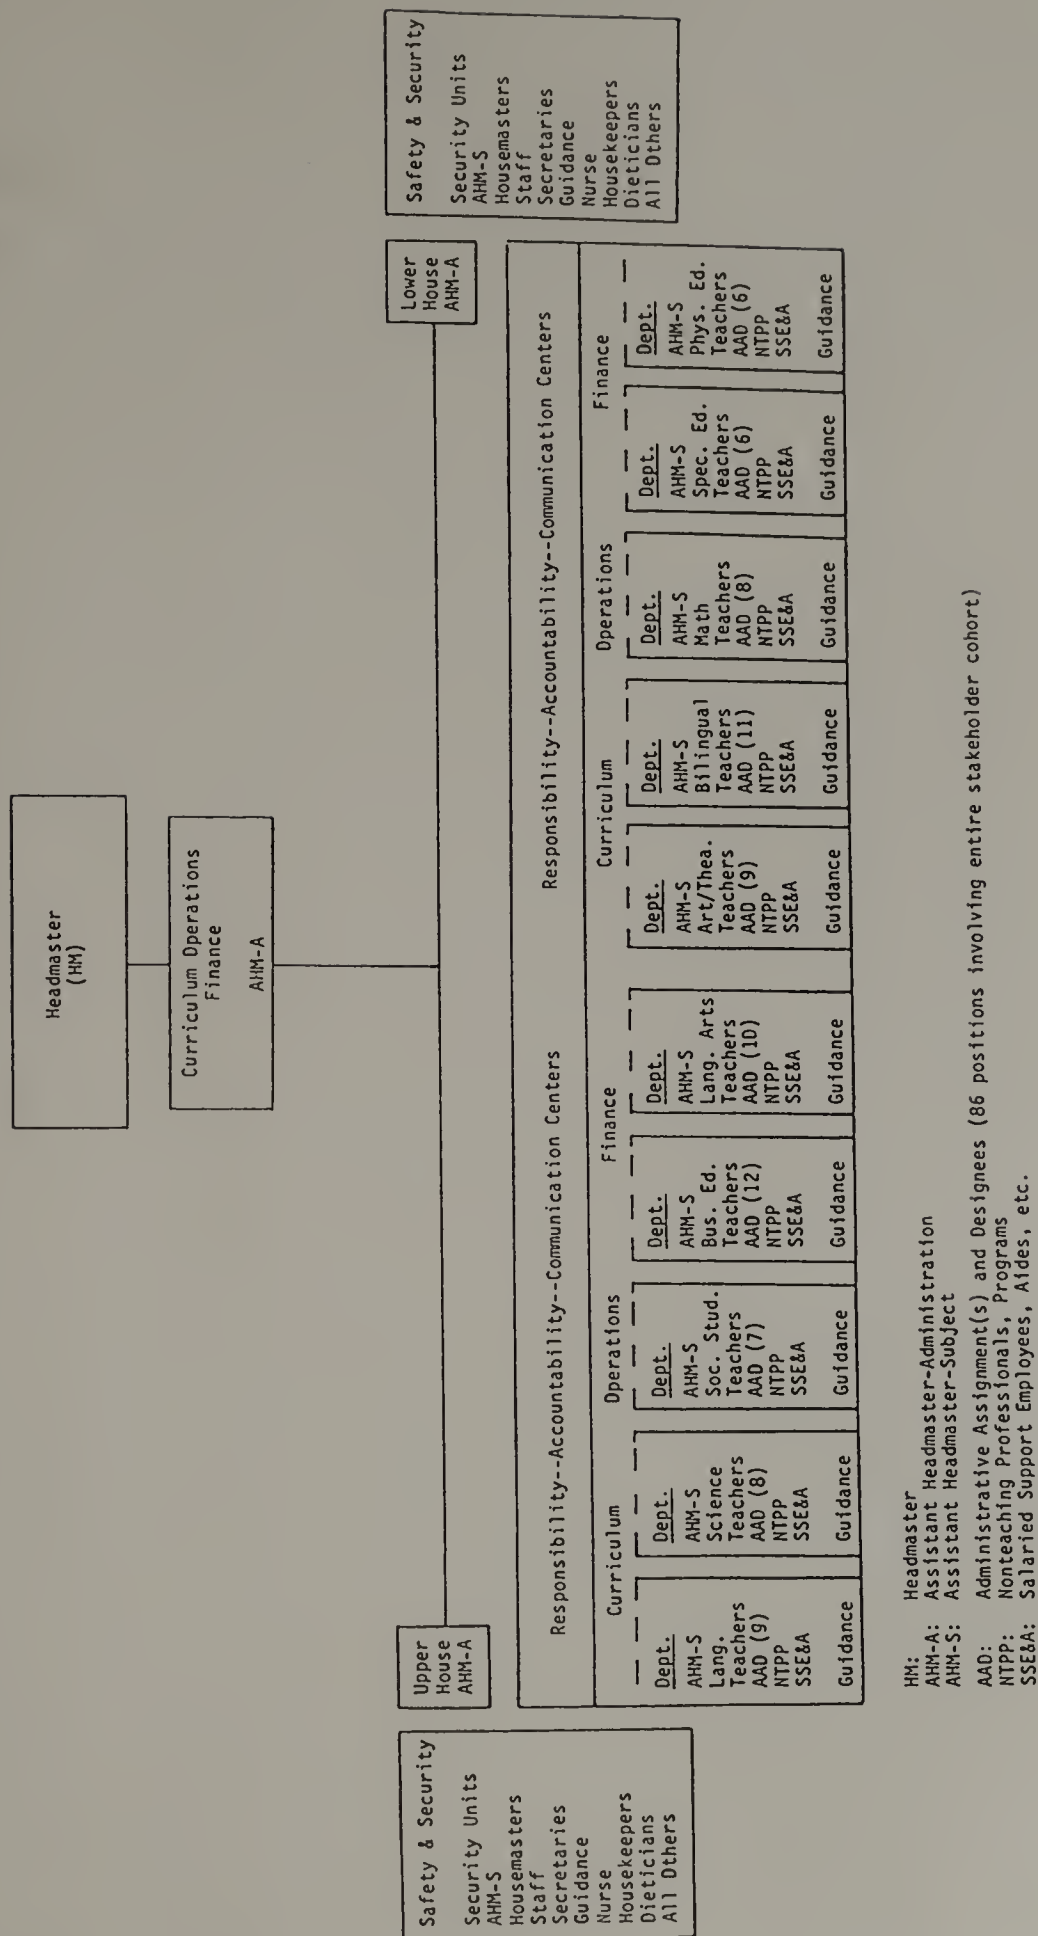 Headmaster
(HM)
Curriculum Operations
Finance
AHM-A
Upper
House
AHM-A
Lower
House
AHM-A
Safety & Security
Security Units
AHM-S
Housemasters
Staff
Secretaries
Guidance
Nurse
Housekeepers
Dieticians
All Others
Safety & Security
Security Units
AHM-S
Housemasters
Staff
Secretaries
Guidance
Nurse
Housekeepers
Dieticians
All Others
Responsibility--Accountability--Communication Centers
Responsibility--Accountability--Communication Centers
Curriculum
Operations
Finance
Curriculum
Operations
Finance
Dept.
AHM-S
Lang.
Teachers
AAD (9)
NTPP
SSE&A
Guidance
Dept.
AHM-S
Science
Teachers
AAD (8)
NTPP
SSE&A
Guidance
Dept.
AHM-S
Soc. Stud.
Teachers
AAD (7)
NTPP
SSE&A
Guidance
Dept.
AHM-S
Bus. Ed.
Teachers
AAD (12)
NTPP
SSE&A
Guidance
Dept.
AHM-S
Lang. Arts
Teachers
AAD (10)
NTPP
SSE&A
Guidance
Dept.
AHM-S
Art/Thea.
Teachers
AAD (9)
NTPP
SSE&A
Guidance
Dept.
AHM-S
Bilingual
Teachers
AAD (11)
NTPP
SSE&A
Guidance
Dept.
AHM-S
Math
Teachers
AAD (8)
NTPP
SSE&A
Guidance
Dept.
AHM-S
Spec. Ed.
Teachers
AAD (6)
NTPP
SSE&A
Guidance
Dept.
AHM-S
Phys. Ed.
Teachers
AAD (6)
NTPP
SSE&A
Guidance
HM: Headmaster
AHM-A: Assistant Headmaster-Administration
AHM-S: Assistant Headmaster-Subject
AAD: Administrative Assignment(s) and Designees (86 positions involving entire stakeholder cohort)
NTPP: Nonteaching Professionals, Programs
SSE&A: Salaried Support Employees, Aides, etc.